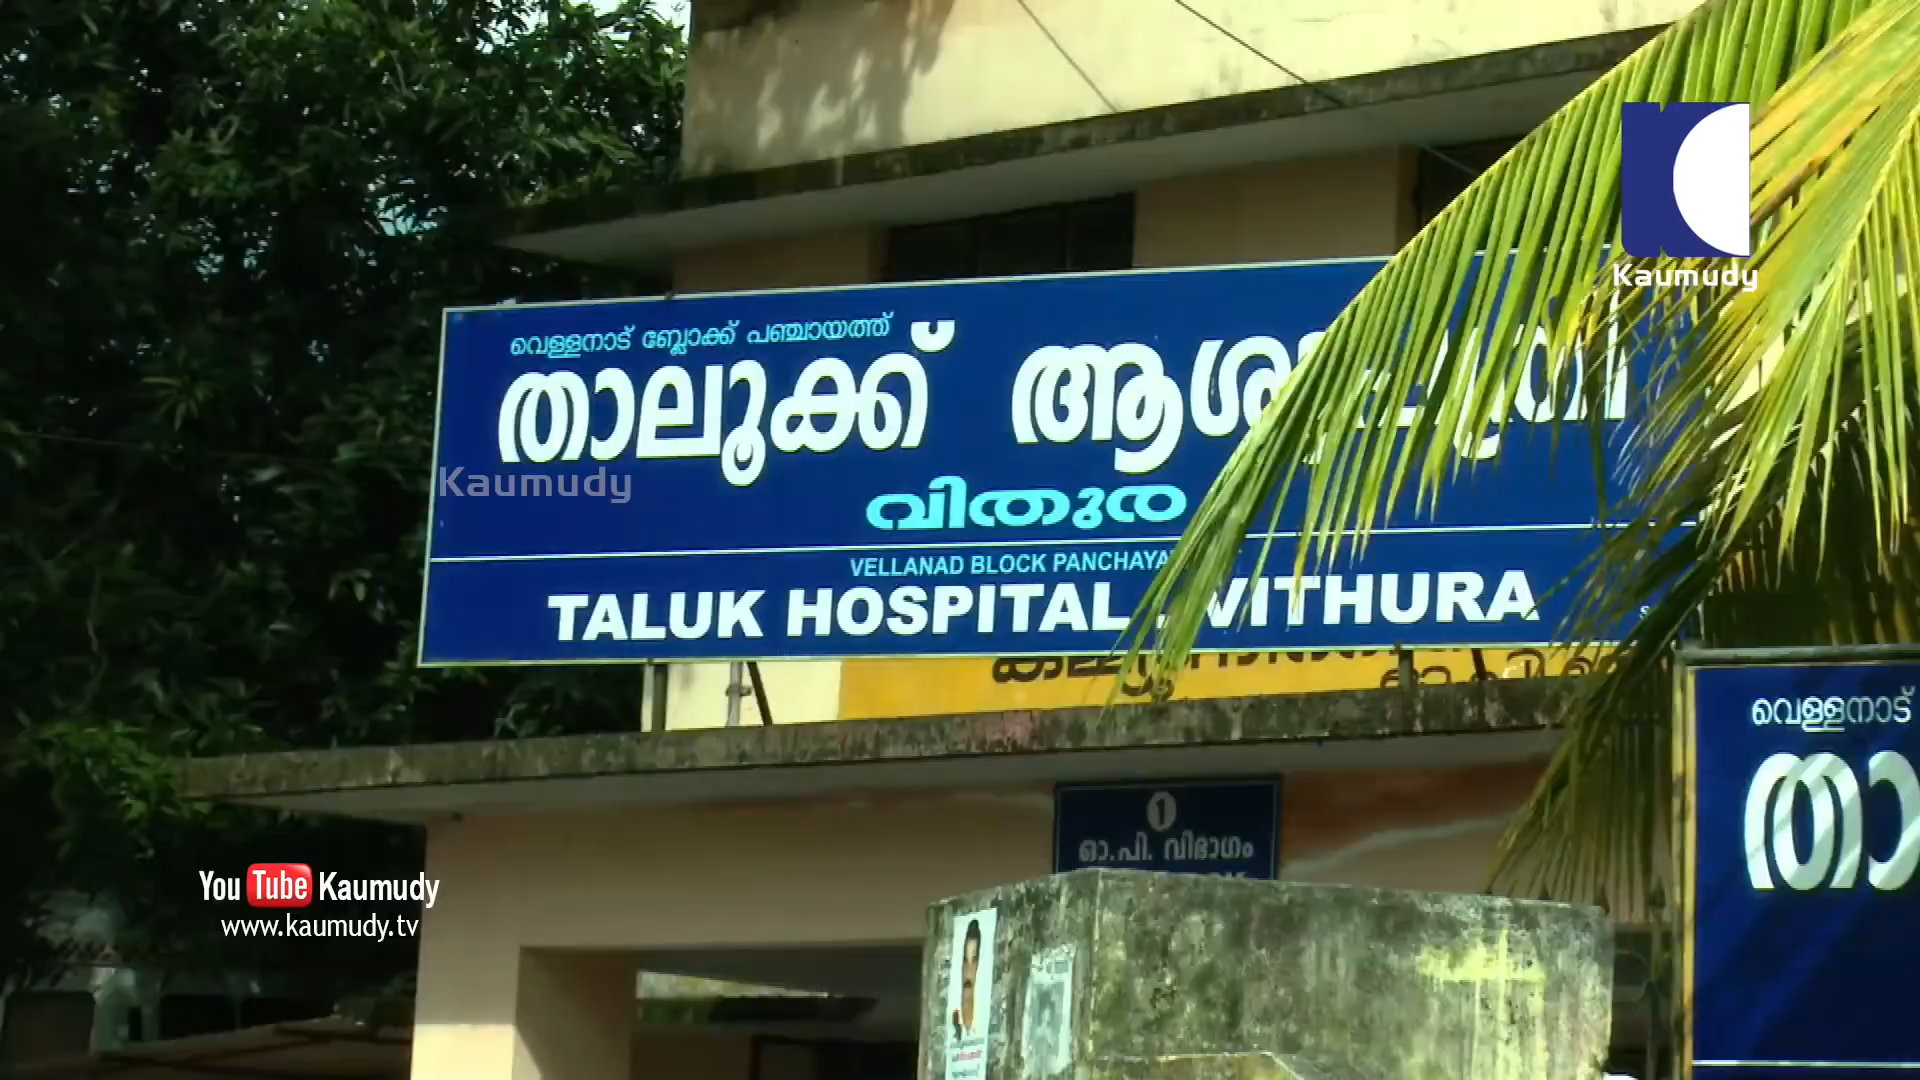 Kaumudy
വെള്ളനാട് ബ്ലോക്ക് പഞ്ചായത്ത്
താലൂക്ക് ആശുപത്രി
Kaumudy
വിതുര
VELLANAD BLOCK
TALUK HOSPITAL VITHURA
വെള്ളനാട്
താ
1
ഓ.പി. വിഭാഗം
You Tube Kaumudy
www.kaumudy.tv